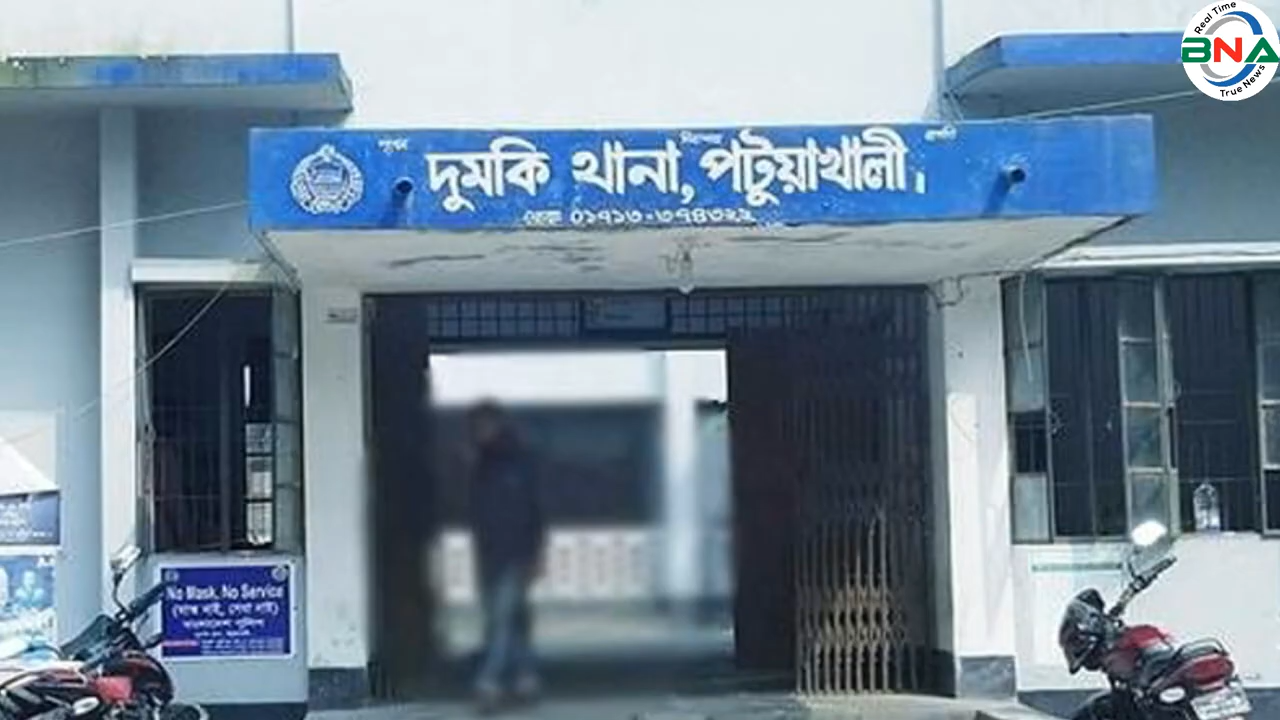 Real Time
BNA
True News
দুমকি থানা, পটুয়াখালী।
০১৭১৩-৩৭৪৩২২
No Mask, No Service
(মাস্ক নাই, সেবা নাই)
বাংলাদেশ পুলিশ